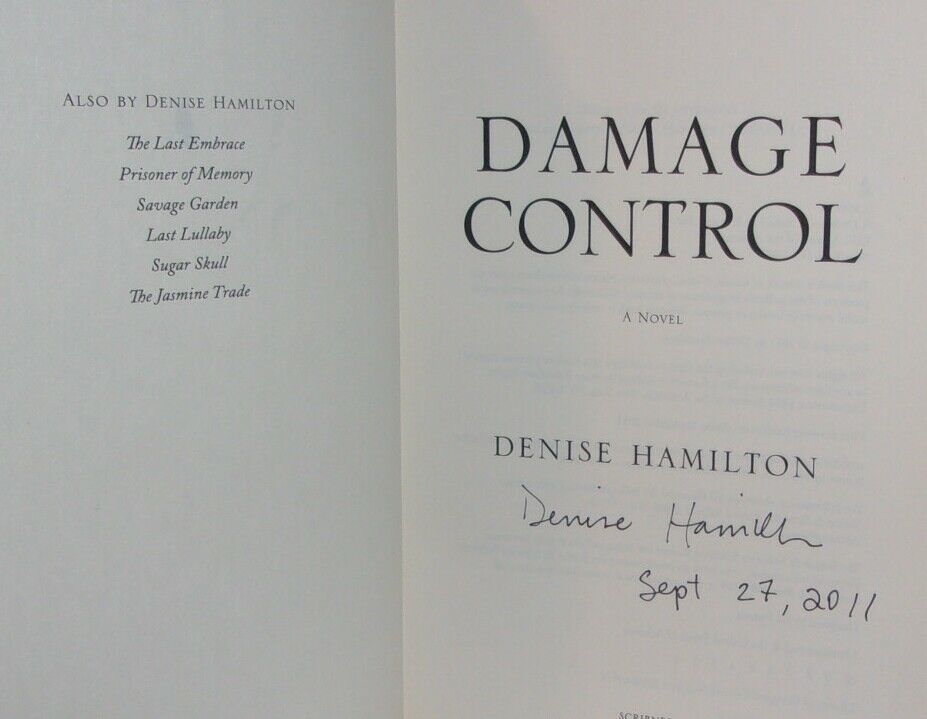 ALSO BY DENISE HAMILTON
The Last Embrace
Prisoner of Memory
Savage Garden
Last Lullaby
Sugar Skull
The Jasmine Trade
DAMAGE
CONTROL
A NOVEL
DENISE HAMILTON
Denise Hamilton
Sept 27, 2011